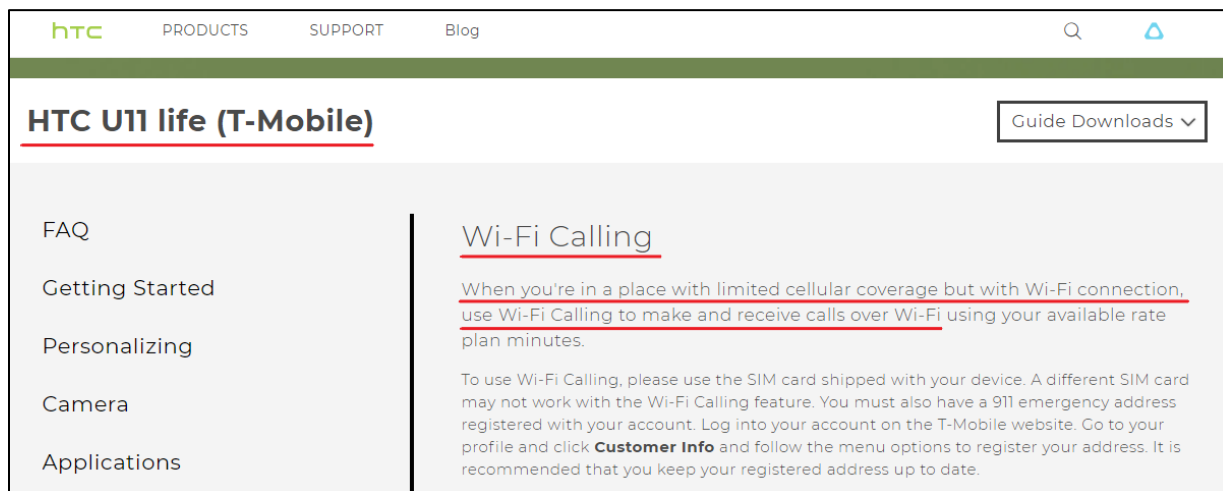 hTC PRODUCTS SUPPORT Blog
HTC U11 life (T-Mobile)
Guide Downloads
FAQ
Getting Started
Personalizing
Camera
Applications
Wi-Fi Calling
When you're in a place with limited cellular coverage but with Wi-Fi connection,
use Wi-Fi Calling to make and receive calls over Wi-Fi using your available rate
plan minutes.
To use Wi-Fi Calling, please use the SIM card shipped with your device. A different SIM card
may not work with the Wi-Fi Calling feature. You must also have a 911 emergency address
registered with your account. Log into your account on the T-Mobile website. Go to your
profile and click Customer Info and follow the menu options to register your address. It is
recommended that you keep your registered address up to date.